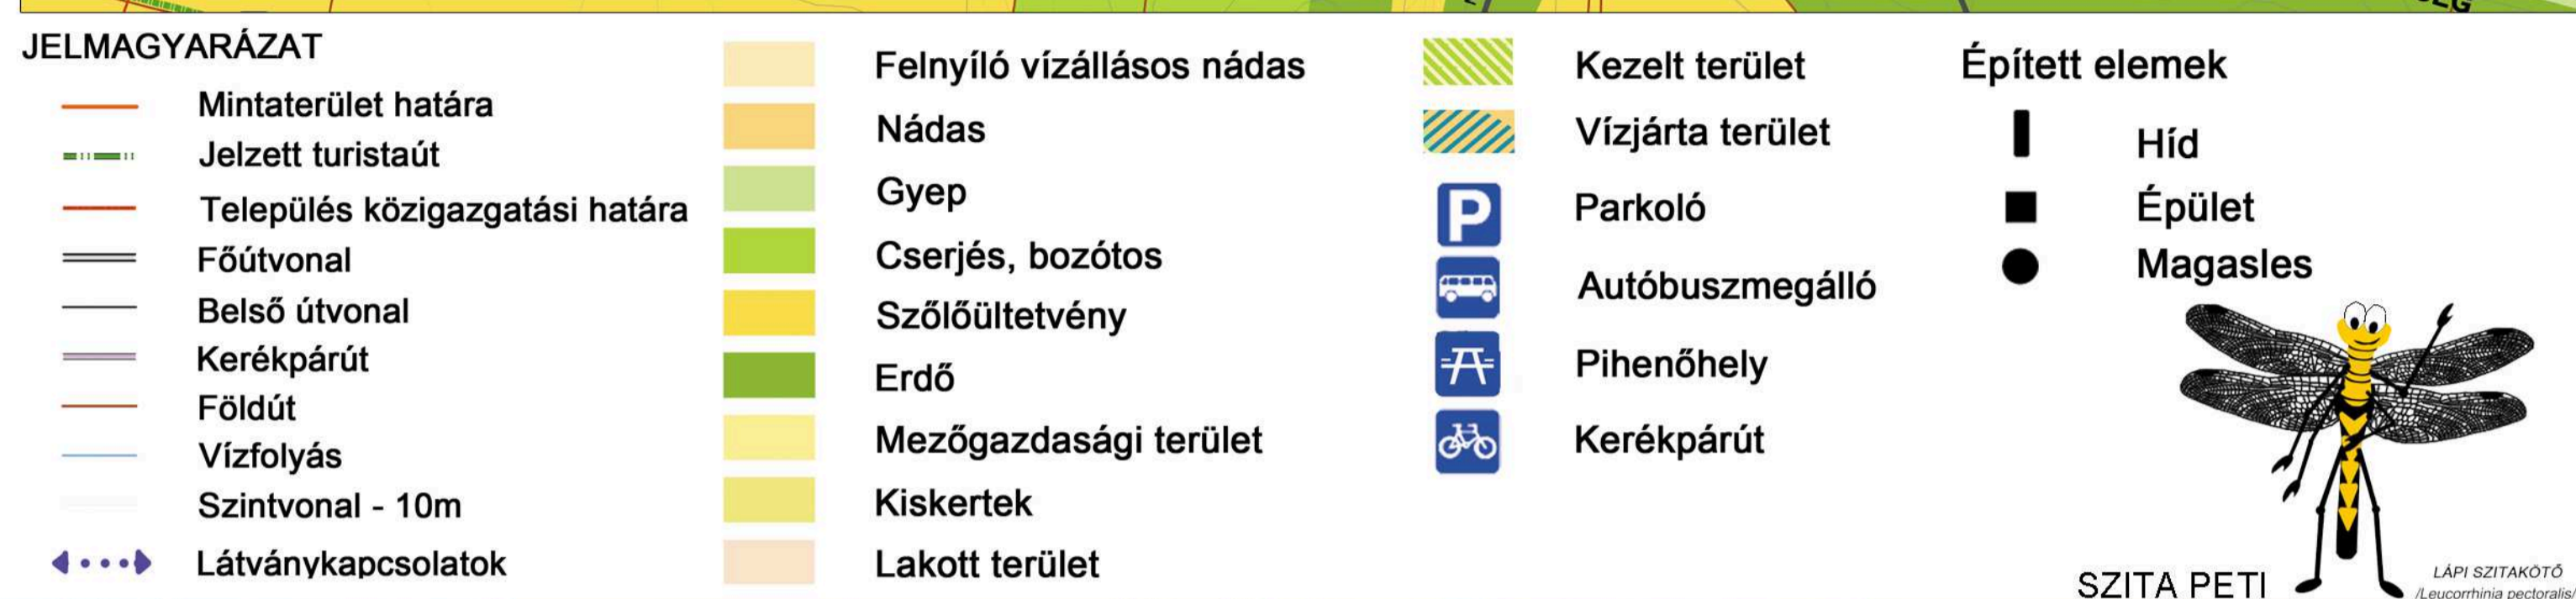 JELMAGYARÁZAT
Mintaterület határa
Jelzett turistaút
Település közigazgatási határa
Főútvonal
Belső útvonal
Kerékpárút
Földút
Vízfolyás
Szintvonal - 10m
Látványkapcsolatok
Felnyíló vízállásos nádas
Nádas
Gyep
Cserjés, bozótos
Szőlőültetvény
Erdő
Mezőgazdasági terület
Kiskertek
Lakott terület
Kezelt terület
Vízjárta terület
P
Parkoló
Autóbuszmegálló
Pihenőhely
Kerékpárút
Épített elemek
Híd
Épület
Magasles
SZITA PETI
LÁPI SZITAKÖTŐ
/Leucorrhinia pectoralis/